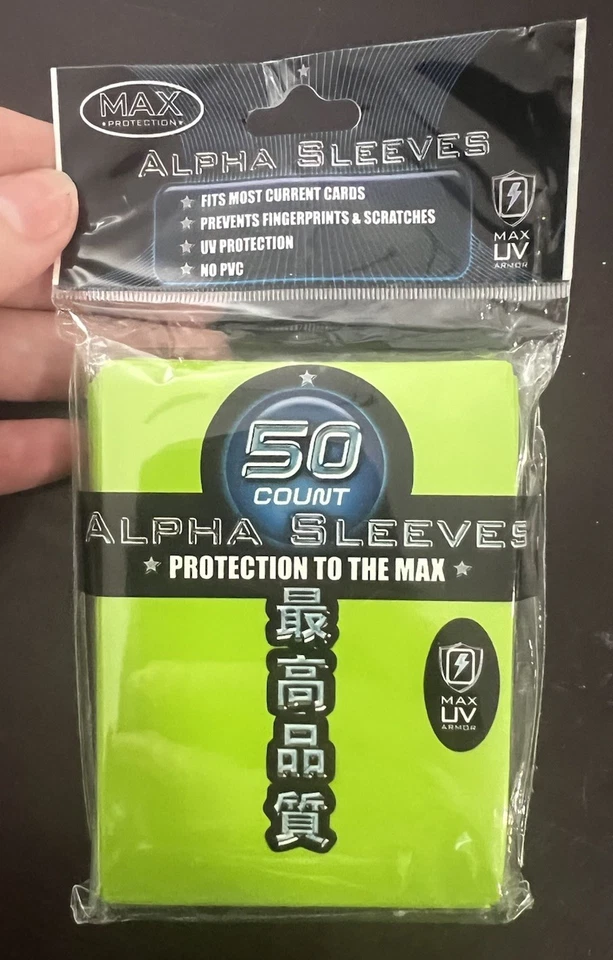 MAX
PROTECTION
ALPHA SLEEVES
FITS MOST CURRENT CARDS
PREVENTS FINGERPRINTS & SCRATCHES
UV PROTECTION
NO PVC
MAX
UV
ARMOR
50
COUNT
ALPHA SLEEVES
PROTECTION TO THE MAX
最高品質
MAX
UV
ARMOR